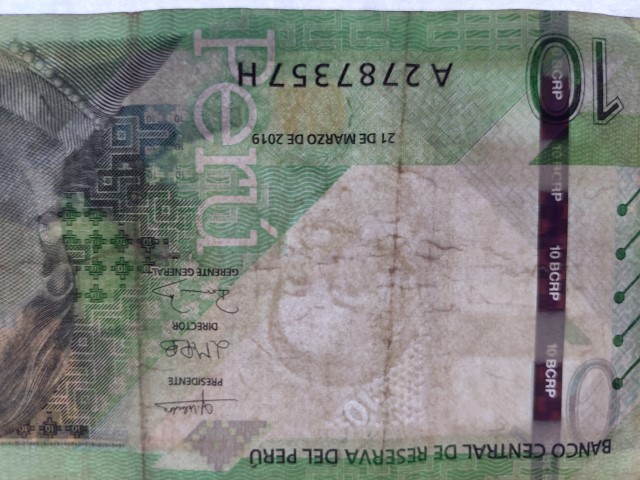 BANCO CENTRAL DE RESERVA DEL PERÚ
10
PRESIDENTE
DIRECTOR
GERENTE GENERAL
10 BCRP
10 BCRP
10 BCRP
BCRP
Perú
21 DE MARZO DE 2019
10
A2787357H